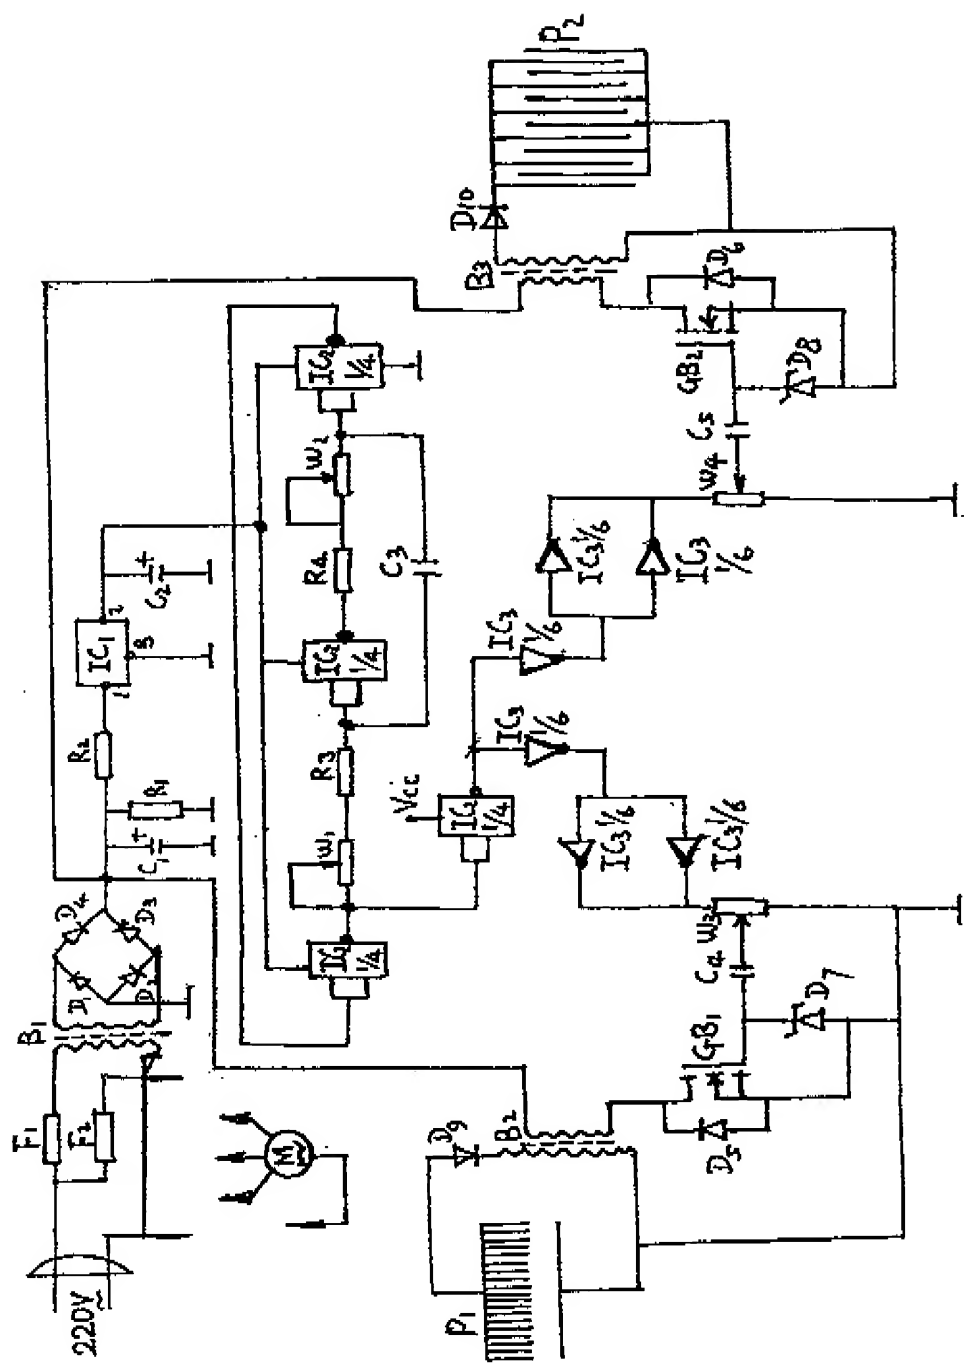 220V
~
F1
F2
B1
D1
D2
D3
D4
C1
+
R1
R2
IC1
1
2
3
C2
+
M
~
IC2
1/4
W1
R3
IC2
1/4
R4
W2
IC2
1/4
C3
Vcc
IC2
1/4
IC3
1/6
IC3
1/6
IC3 1/6
IC3 1/6
IC3 1/6
IC3
1/6
P1
D9
B2
D5
GB1
C4
W3
D7
W4
C5
GB2
D8
D6
B3
D10
P2